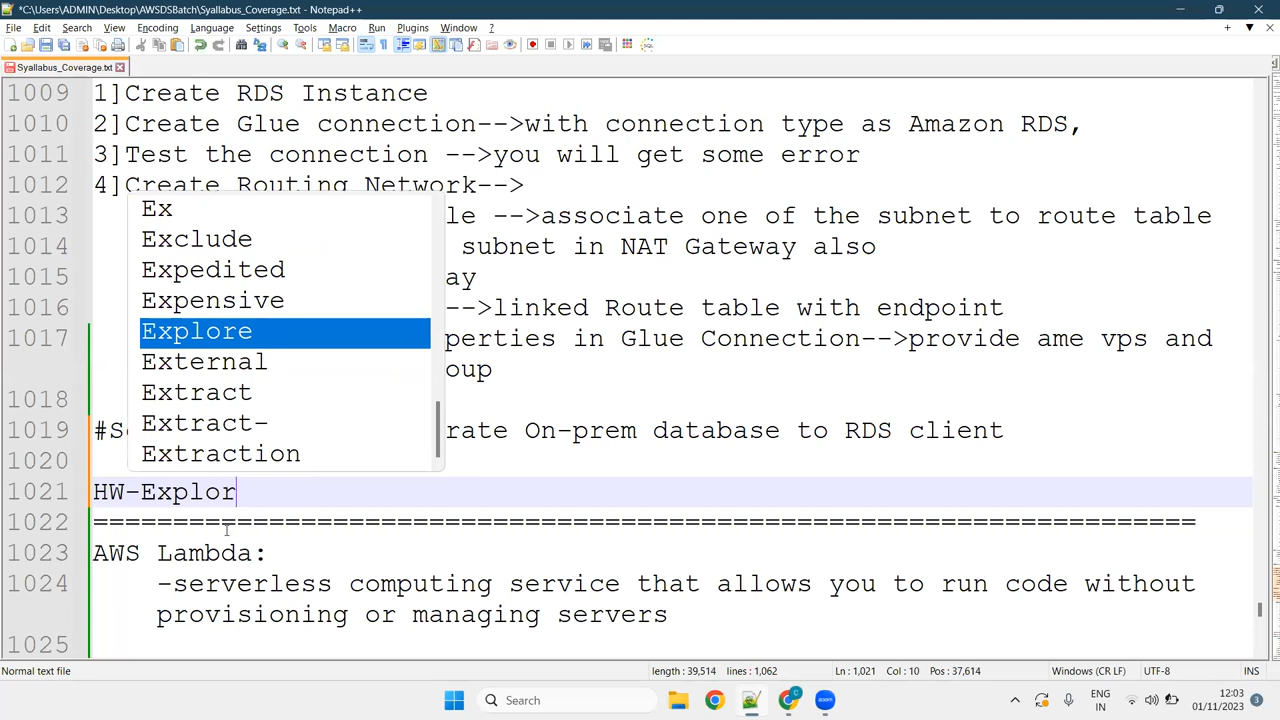 *C:\Users\ADMIN\Desktop\AWSDSBatch\Syallabus_Coverage.txt - Notepad++
File Edit Search View Encoding Language Settings Tools Macro Run Plugins Window ?
Syallabus_Coverage.txt
1009 1]Create RDS Instance
1010 2]Create Glue connection-->with connection type as Amazon RDS,
1011 3]Test the connection -->you will get some error
1012 4]Create Routing Network-->
1013 le -->associate one of the subnet to route table
1014 subnet in NAT Gateway also
1015 ay
1016 -->linked Route table with endpoint
1017 perties in Glue Connection-->provide ame vps and
oup
1018
1019 #S rate On-prem database to RDS client
1020
Ex
Exclude
Expedited
Expensive
Explore
External
Extract
Extract-
Extraction
1021 HW-Explor
1022 =====================================================================
1023 AWS Lambda:
1024 -serverless computing service that allows you to run code without
provisioning or managing servers
1025
Normal text file length : 39,514 lines : 1,062 Ln : 1,021 Col : 10 Pos : 37,614 Windows (CR LF) UTF-8 INS
Search
ENG
IN
12:03
01/11/2023
3